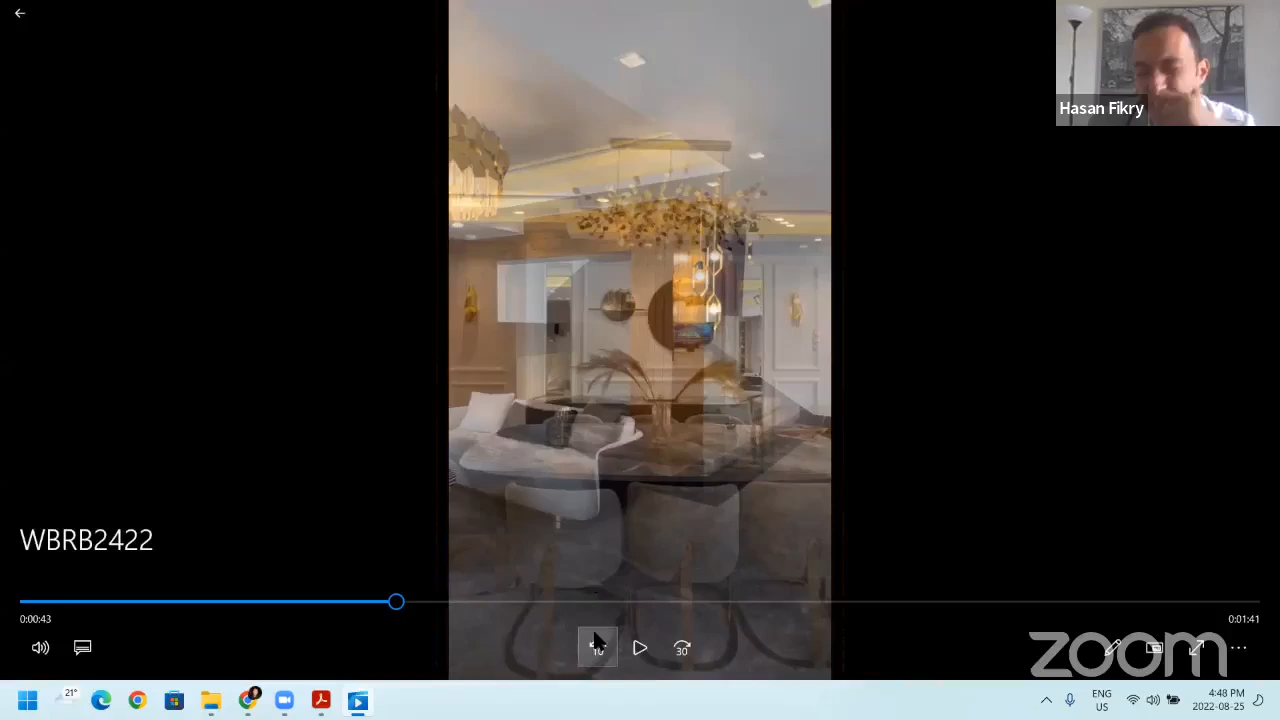 Hasan Fikry
WBRB2422
0:00:43
0:01:41
10
30
zoom
21°
ENG
US
4:48 PM
2022-08-25